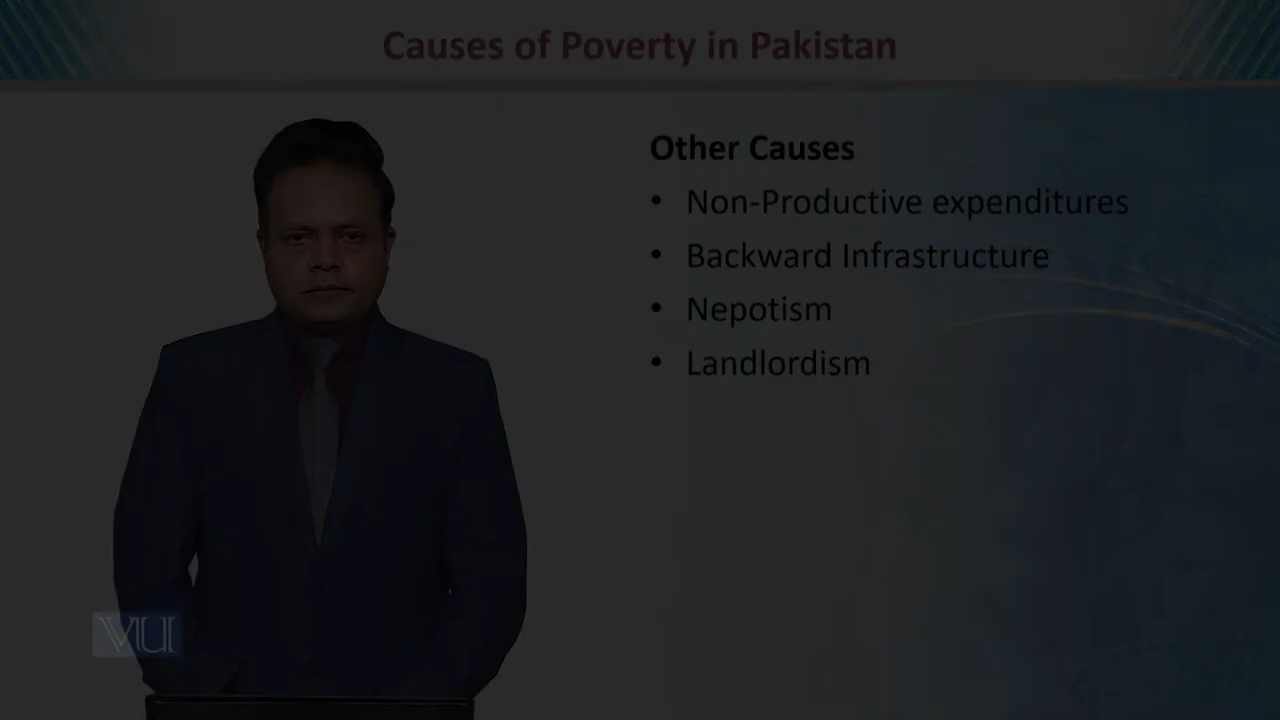 Causes of Poverty in Pakistan
Other Causes
• Non-Productive expenditures
• Backward Infrastructure
• Nepotism
• Landlordism
VU